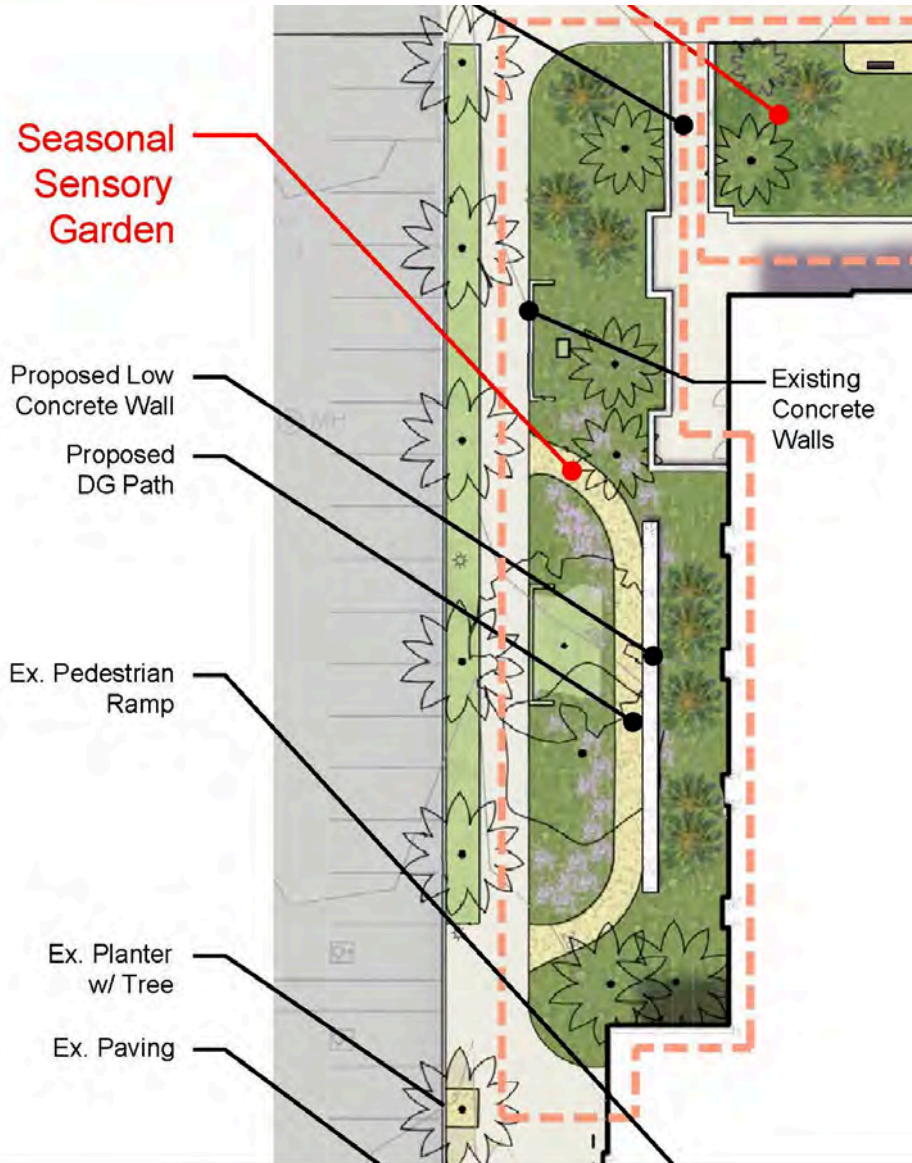 Seasonal
Sensory
Garden
Proposed Low
Concrete Wall
MH
Existing
Concrete
Walls
Proposed
DG Path
Ex. Pedestrian
Ramp
Ex. Planter
w/ Tree
Ex. Paving